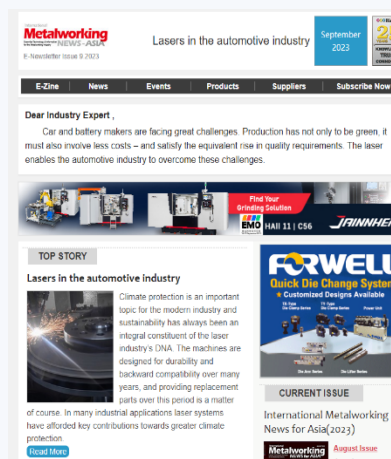 Metalworking
NEWS ASIA
E-Newsletter Issue 9 2023
Lasers in the automotive industry
September
2023
E-Zine News Events Products Suppliers Subscribe Now
Dear Industry Expert ,
Car and battery makers are facing great challenges. Production has not only to be green, it
must also involve less costs – and satisfy the equivalent rise in quality requirements. The laser
enables the automotive industry to overcome these challenges.
Find Your
Grinding Solution
EMO HAll 11 | C56
JAINNHER
TOP STORY
Lasers in the automotive industry
Climate protection is an important
topic for the modern industry and
sustainability has always been an
integral constituent of the laser
industry's DNA. The machines are
designed for durability and
backward compatibility over many
years, and providing replacement
parts over this period is a matter
of course. In many industrial applications laser systems
have afforded key contributions towards greater climate
protection.
Read More
FORWELL
Quick Die Change System
Customized Designs Available
Die Lifter Series
CURRENT ISSUE
International Metalworking
News for Asia(2023)
Metalworking
August Issue